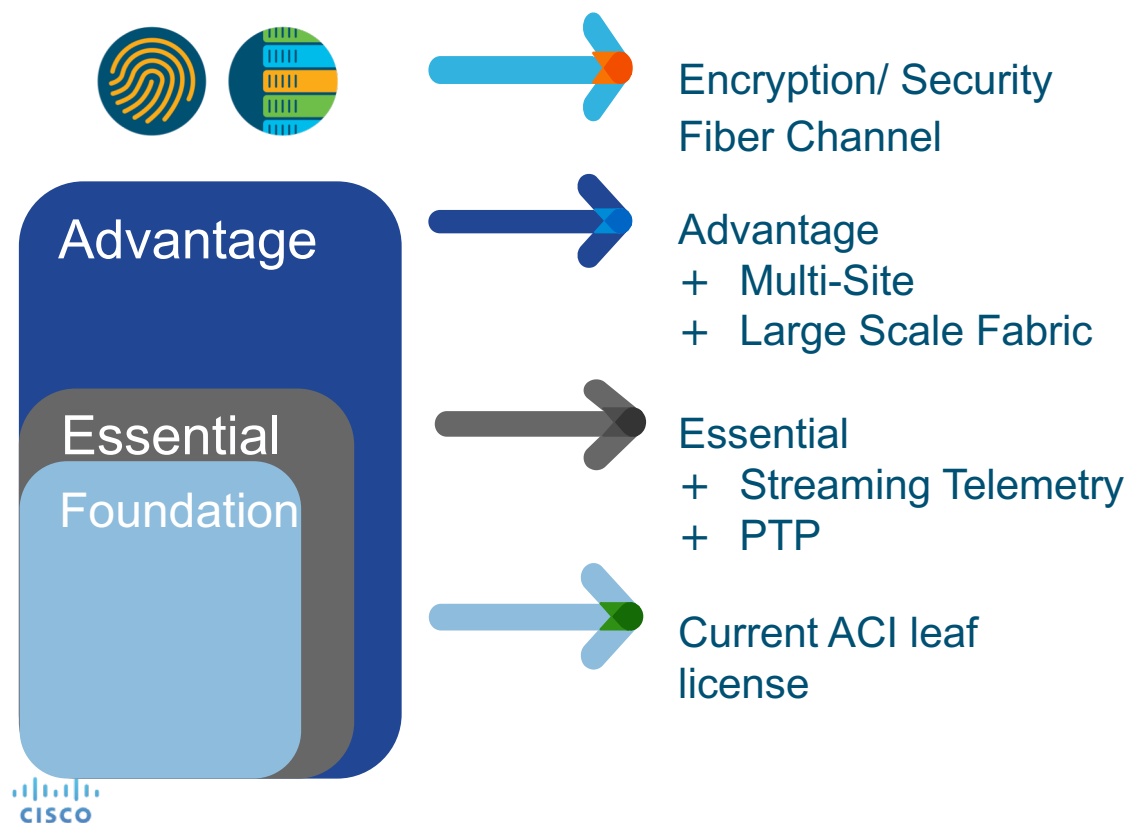 Encryption/ Security
Fiber Channel
Advantage
Advantage
+ Multi-Site
+ Large Scale Fabric
Essential
Foundation
Essential
+ Streaming Telemetry
+ PTP
Current ACI leaf
license
CISCO